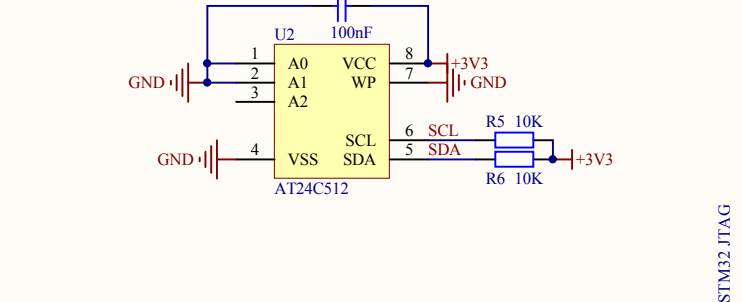 100nF
U2
1 A0 VCC 8 +3V3
GND 2 A1 WP 7 GND
3 A2
R5 10K
SCL 6 SCL
GND 4 VSS SDA 5 SDA +3V3
R6 10K
AT24C512
STM32 JTAG